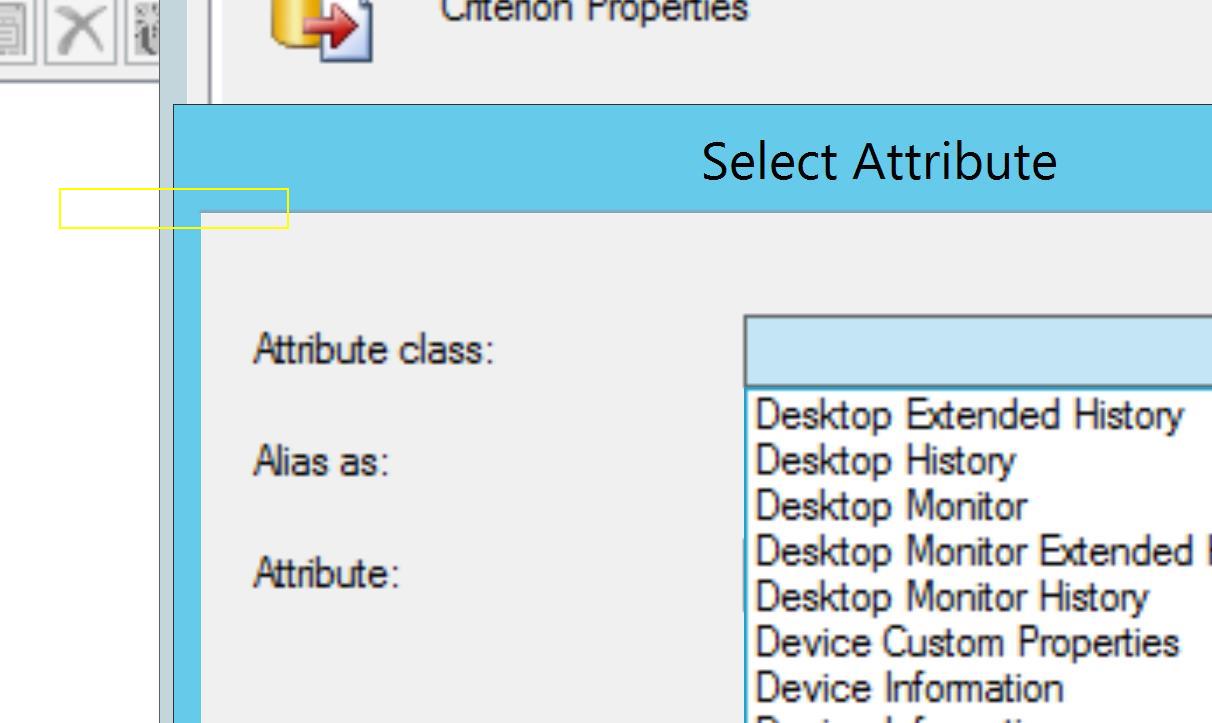 Criterion Properties
Select Attribute
Attribute class:
Desktop Extended History
Alias as:
Desktop History
Desktop Monitor
Desktop Monitor Extended
Attribute:
Desktop Monitor History
Device Custom Properties
Device Information